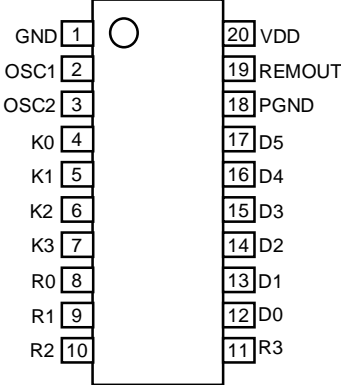 GND 1 20 VDD
OSC1 2 19 REMOUT
OSC2 3 18 PGND
K0 4 17 D5
K1 5 16 D4
K2 6 15 D3
K3 7 14 D2
R0 8 13 D1
R1 9 12 D0
R2 10 11 R3